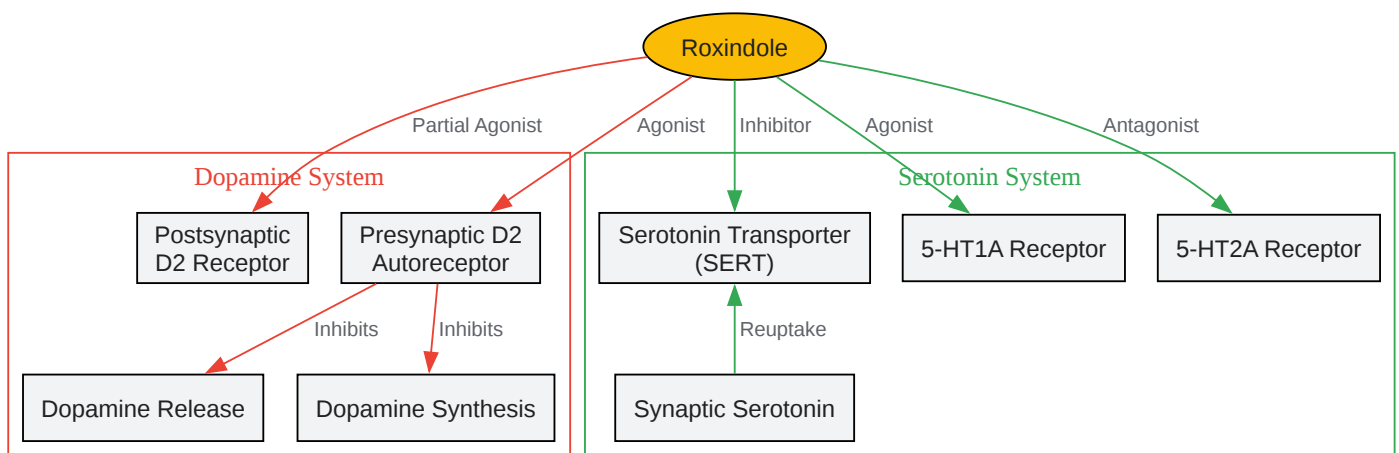 Roxindole
Partial Agonist
Agonist
Inhibitor
Agonist
Antagonist
Dopamine System
Serotonin System
Postsynaptic
D2 Receptor
Presynaptic D2
Autoreceptor
Serotonin Transporter
(SERT)
5-HT1A Receptor
5-HT2A Receptor
Inhibits
Inhibits
Reuptake
Dopamine Release
Dopamine Synthesis
Synaptic Serotonin